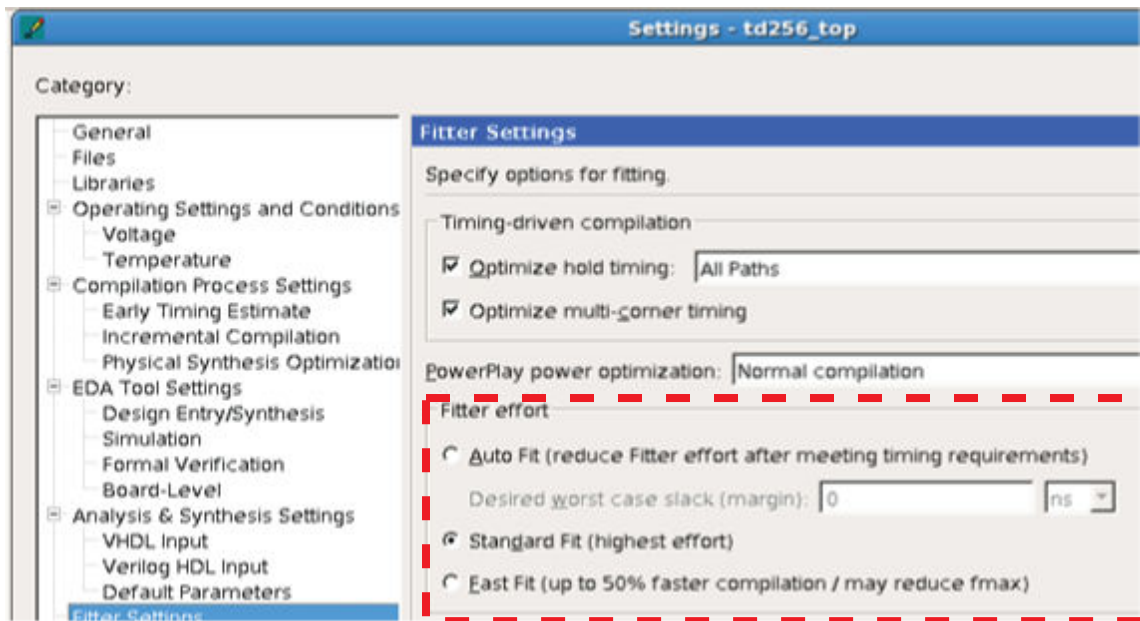 Settings - td256_top
Category:
General
Files
Libraries
Operating Settings and Conditions
Voltage
Temperature
Compilation Process Settings
Early Timing Estimate
Incremental Compilation
Physical Synthesis Optimization
EDA Tool Settings
Design Entry/Synthesis
Simulation
Formal Verification
Board-Level
Analysis & Synthesis Settings
VHDL Input
Verilog HDL Input
Default Parameters
Fitter Settings
Fitter Settings
Specify options for fitting.
Timing-driven compilation
Optimize hold timing: All Paths
Optimize multi-corner timing
PowerPlay power optimization: Normal compilation
Fitter effort
Auto Fit (reduce Fitter effort after meeting timing requirements)
Desired worst case slack (margin): 0 ns
Standard Fit (highest effort)
Fast Fit (up to 50% faster compilation / may reduce fmax)